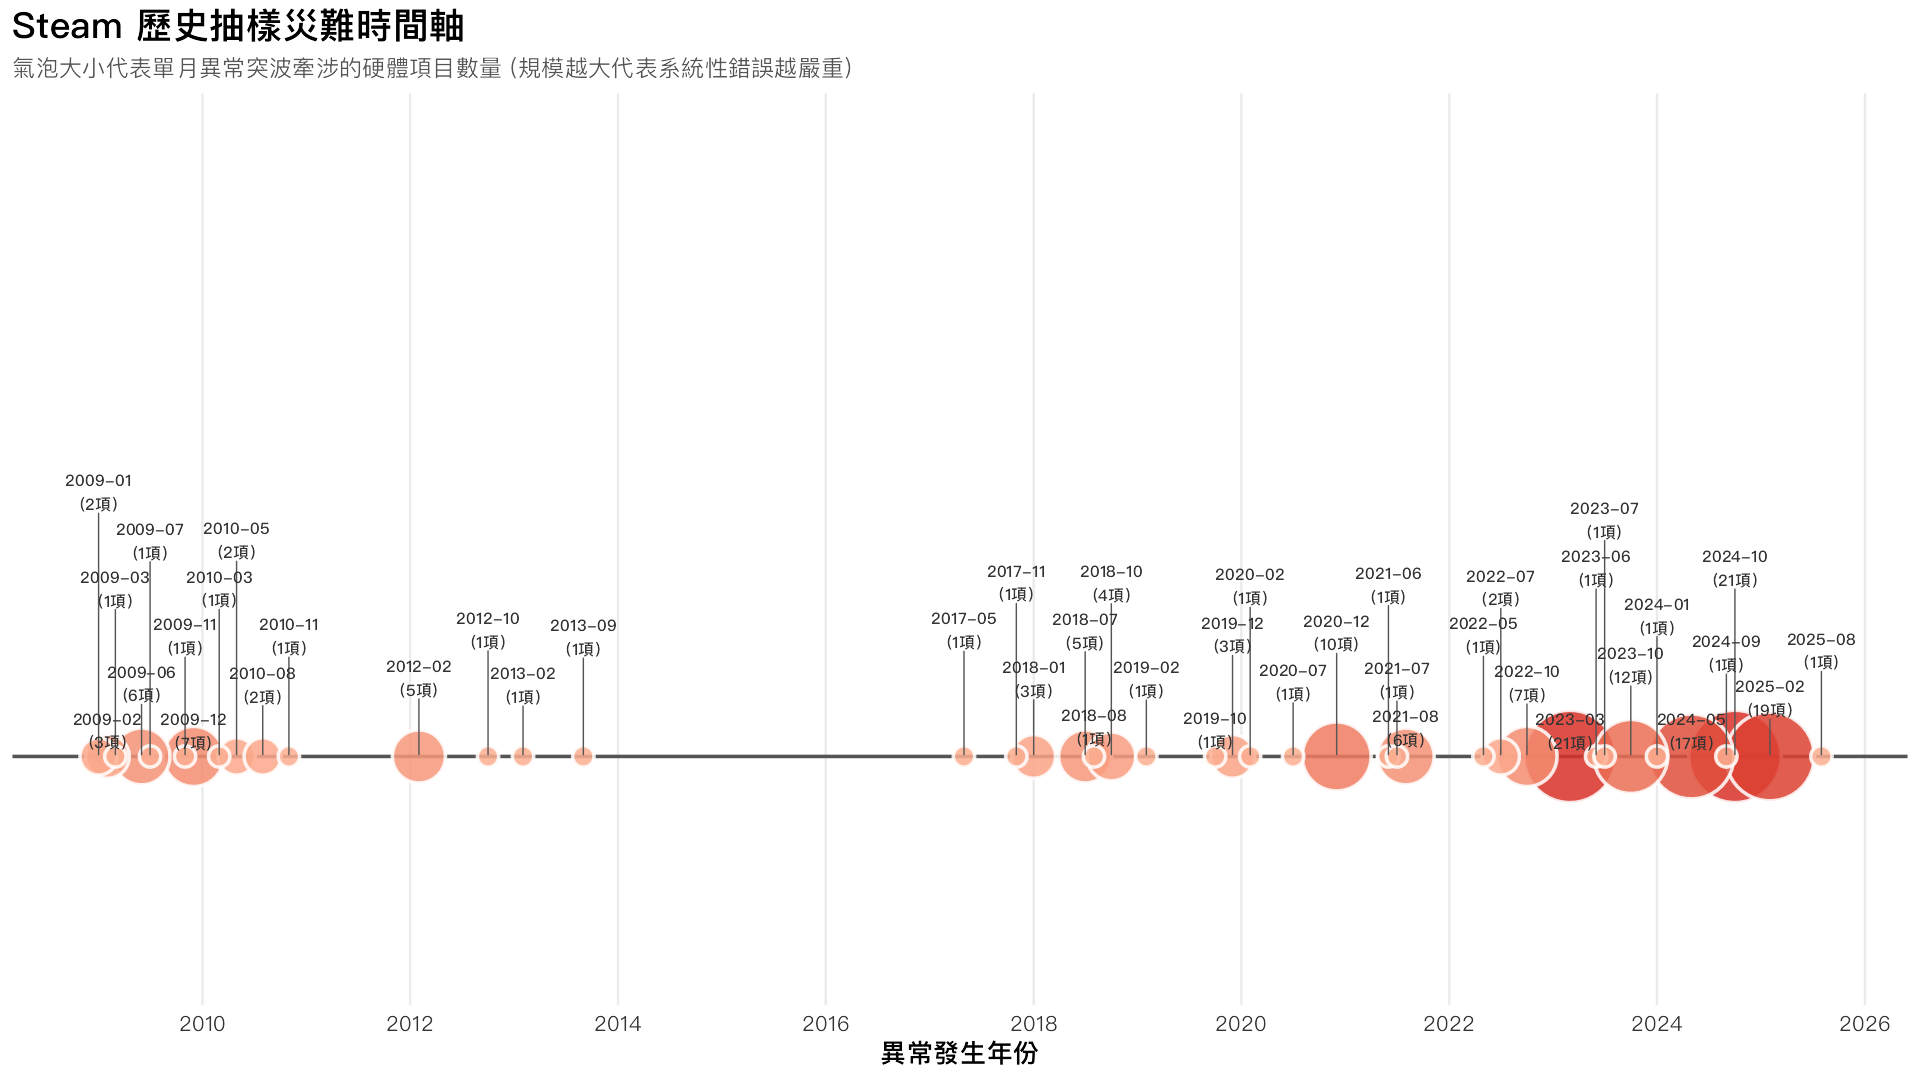 Steam 歷史抽樣災難時間軸
氣泡大小代表單月異常突波牽涉的硬體項目數量 (規模越大代表系統性錯誤越嚴重)
2009-01
(2項)
2009-02
(3項)
2009-03
(1項)
2009-06
(6項)
2009-07
(1項)
2009-11
(1項)
2009-12
(7項)
2010-03
(1項)
2010-05
(2項)
2010-08
(2項)
2010-11
(1項)
2012-02
(5項)
2012-10
(1項)
2013-02
(1項)
2013-09
(1項)
2017-05
(1項)
2017-11
(1項)
2018-01
(3項)
2018-07
(5項)
2018-08
(1項)
2018-10
(4項)
2019-02
(1項)
2019-10
(1項)
2019-12
(3項)
2020-02
(1項)
2020-07
(1項)
2020-12
(10項)
2021-06
(1項)
2021-07
(1項)
2021-08
(6項)
2022-05
(1項)
2022-07
(2項)
2022-10
(7項)
2023-03
(21項)
2023-06
(1項)
2023-07
(1項)
2023-10
(12項)
2024-01
(1項)
2024-05
(17項)
2024-09
(1項)
2024-10
(21項)
2025-02
(19項)
2025-08
(1項)
2010 2012 2014 2016 2018 2020 2022 2024 2026
異常發生年份